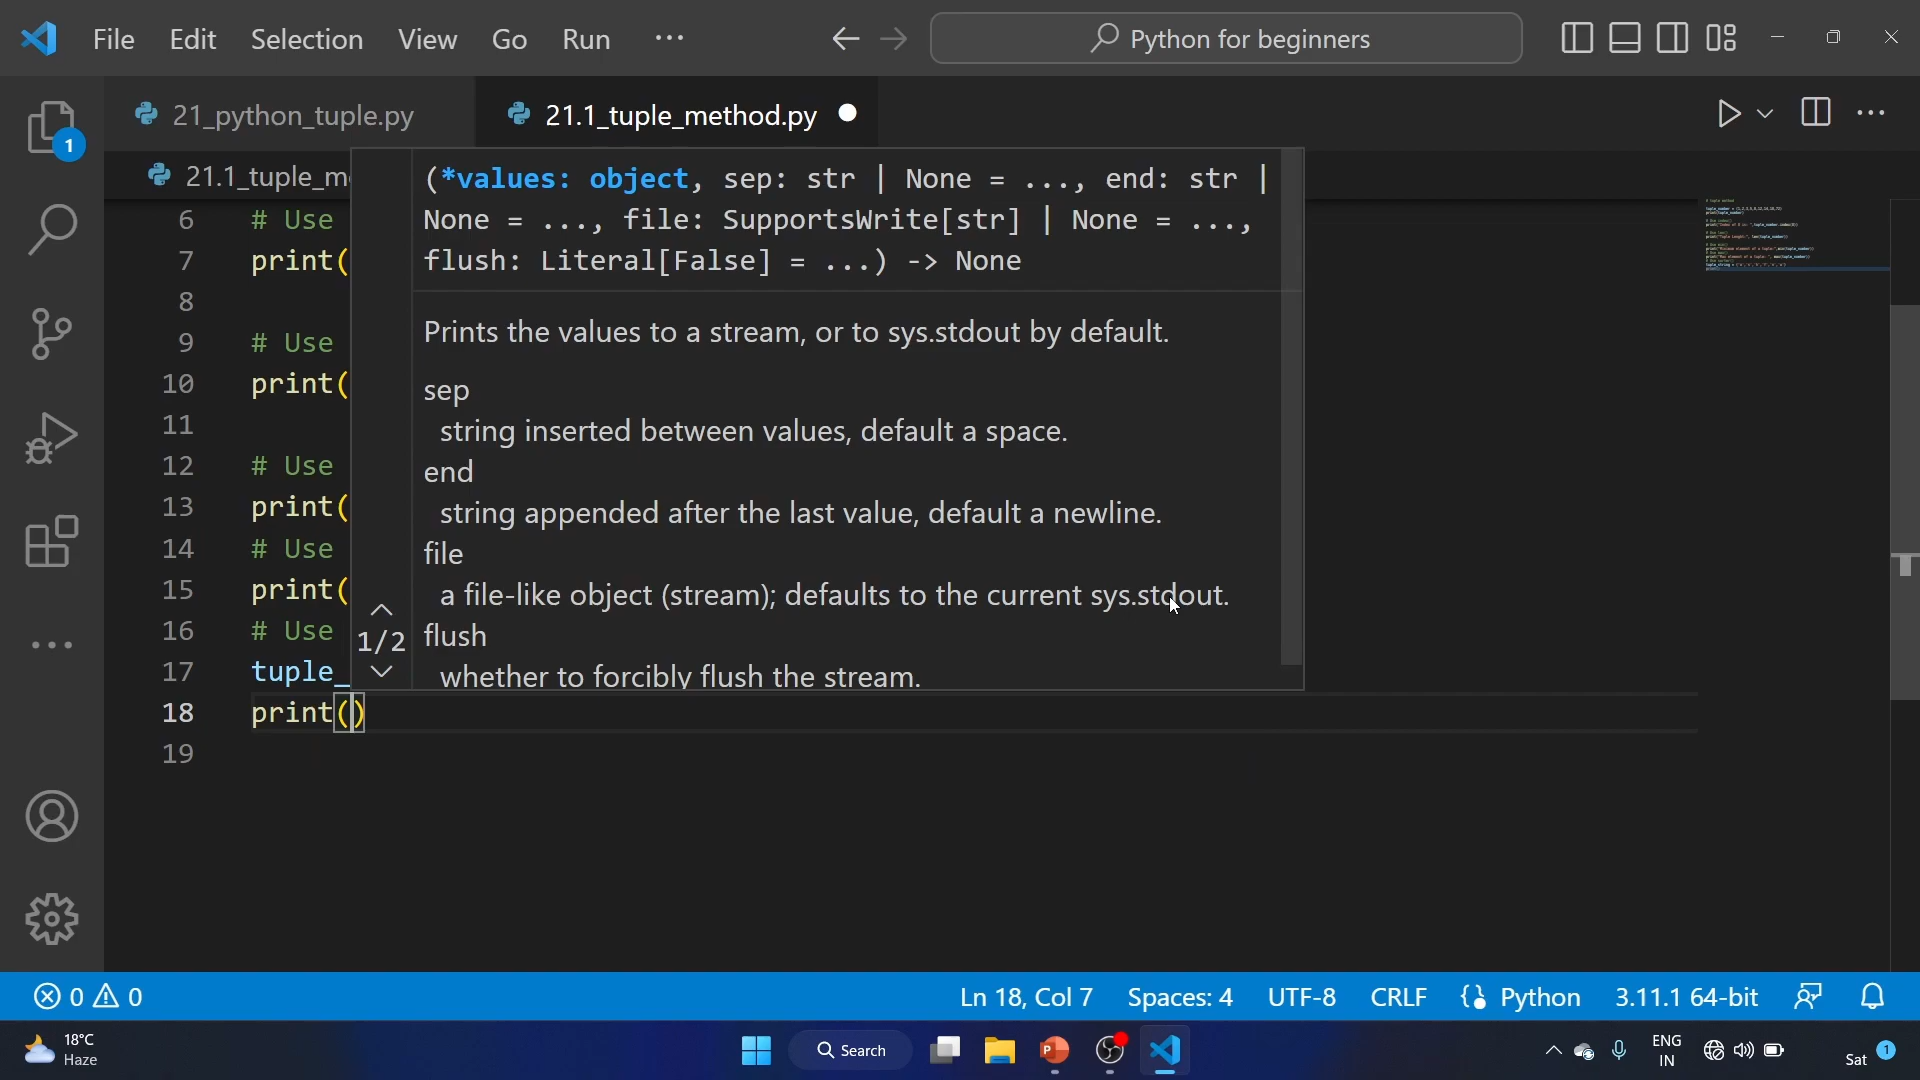 File Edit Selection View Go Run ···
Python for beginners
21_python_tuple.py
21.1_tuple_method.py
21.1_tuple_m
(*values: object, sep: str | None = ..., end: str |
None = ..., file: SupportsWrite[str] | None = ...,
flush: Literal[False] = ...) -> None
Prints the values to a stream, or to sys.stdout by default.
sep
string inserted between values, default a space.
end
string appended after the last value, default a newline.
file
a file-like object (stream); defaults to the current sys.stdout.
flush
whether to forcibly flush the stream.
1/2
6 # Use
7 print(
8
9 # Use
10 print(
11
12 # Use
13 print(
14 # Use
15 print(
16 # Use
17 tuple_
18 print()
19
1
0 0
Ln 18, Col 7 Spaces: 4 UTF-8 CRLF Python 3.11.1 64-bit
18°C
Haze
Search
ENG
IN
Sat 1